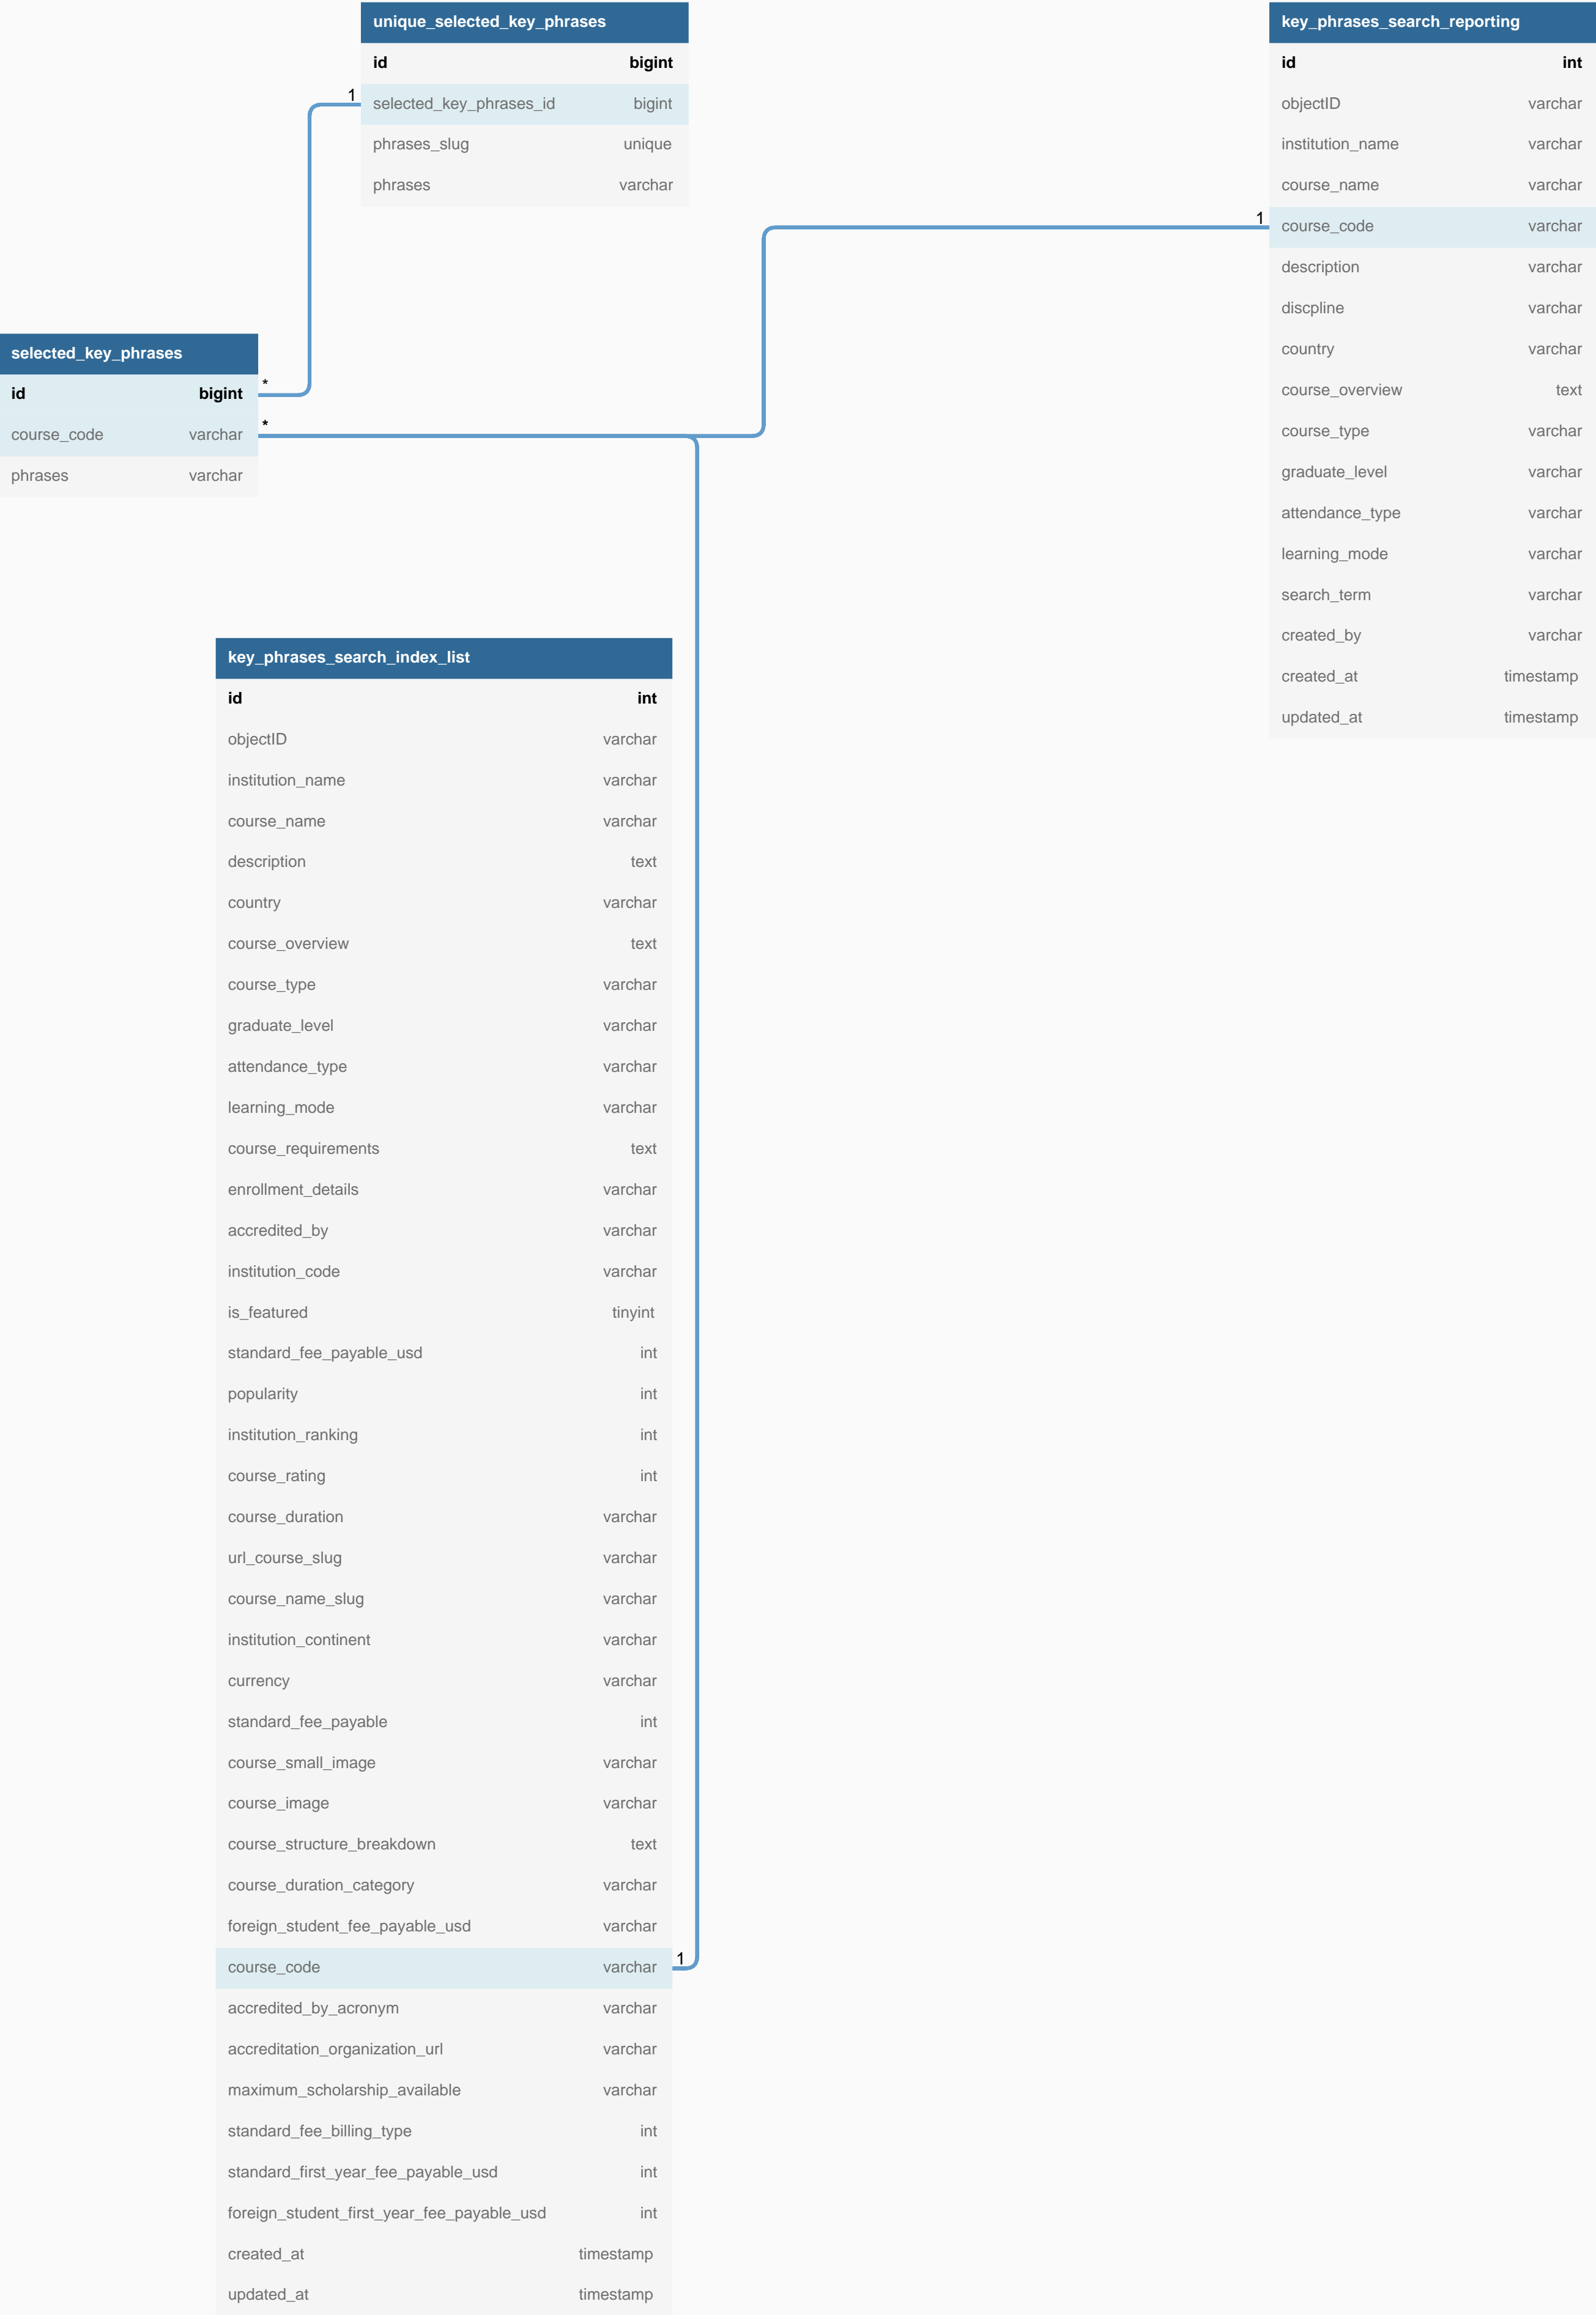 unique_selected_key_phrases
id bigint
1
selected_key_phrases_id bigint
phrases_slug unique
phrases varchar
key_phrases_search_reporting
id int
objectID varchar
institution_name varchar
course_name varchar
1
course_code varchar
description varchar
discpline varchar
country varchar
course_overview text
course_type varchar
graduate_level varchar
attendance_type varchar
learning_mode varchar
search_term varchar
created_by varchar
created_at timestamp
updated_at timestamp
selected_key_phrases
id bigint
*
course_code varchar
*
phrases varchar
key_phrases_search_index_list
id int
objectID varchar
institution_name varchar
course_name varchar
description text
country varchar
course_overview text
course_type varchar
graduate_level varchar
attendance_type varchar
learning_mode varchar
course_requirements text
enrollment_details varchar
accredited_by varchar
institution_code varchar
is_featured tinyint
standard_fee_payable_usd int
popularity int
institution_ranking int
course_rating int
course_duration varchar
url_course_slug varchar
course_name_slug varchar
institution_continent varchar
currency varchar
standard_fee_payable int
course_small_image varchar
course_image varchar
course_structure_breakdown text
course_duration_category varchar
foreign_student_fee_payable_usd varchar
course_code varchar
1
accredited_by_acronym varchar
accreditation_organization_url varchar
maximum_scholarship_available varchar
standard_fee_billing_type int
standard_first_year_fee_payable_usd int
foreign_student_first_year_fee_payable_usd int
created_at timestamp
updated_at timestamp